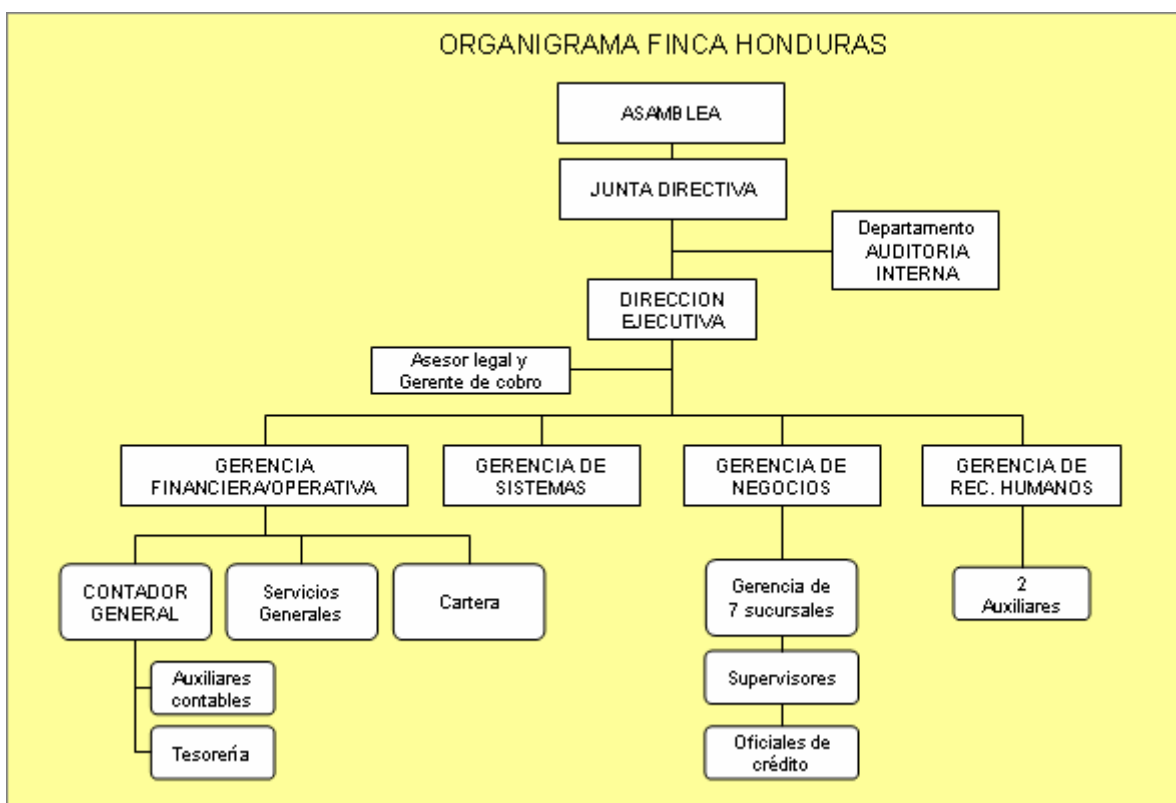 ORGANIGRAMA FINCA HONDURAS
ASAMBLEA
JUNTA DIRECTIVA
Departamento
AUDITORIA
INTERNA
DIRECCION
EJECUTIVA
Asesor legal y
Gerente de cobro
GERENCIA
FINANCIERA/OPERATIVA
GERENCIA DE
SISTEMAS
GERENCIA DE
NEGOCIOS
GERENCIA DE
REC. HUMANOS
CONTADOR
GENERAL
Servicios
Generales
Cartera
Gerencia de
7 sucursales
2
Auxiliares
Auxiliares
contables
Supervisores
Tesorería
Oficiales de
crédito